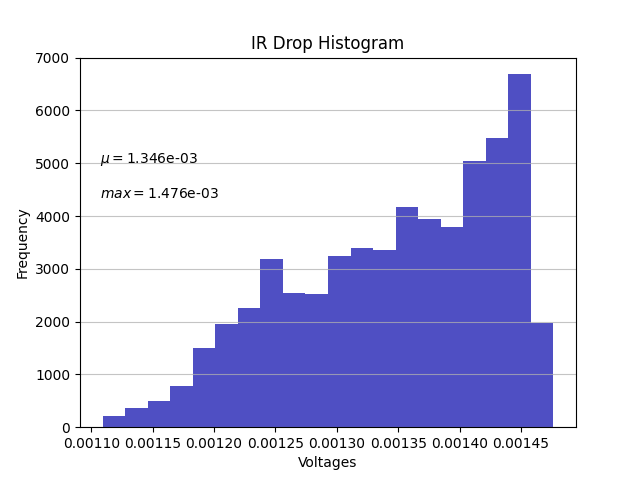 IR Drop Histogram
7000
6000
5000
4000
3000
2000
1000
0
Frequency
μ = 1.346e-03
max = 1.476e-03
0.00110 0.00115 0.00120 0.00125 0.00130 0.00135 0.00140 0.00145
Voltages